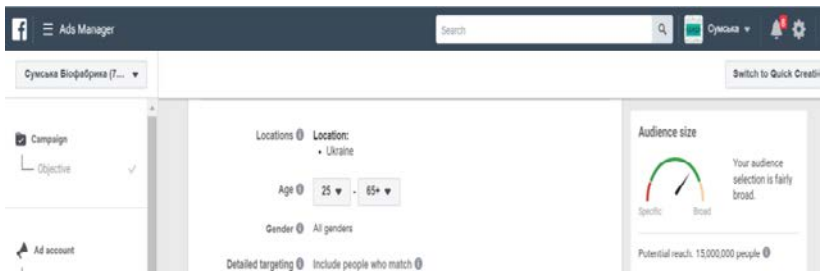 f Ads Manager
Search
Сумська
Сумська Біофабрика (7...
Switch to Quick Creati
Campaign
Objective
Ad account
Locations
Location:
• Ukraine
Age
25 - 65+
Gender
All genders
Detailed targeting
Include people who match
Audience size
Your audience
selection is fairly
broad.
Specific
Broad
Potential reach: 15,000,000 people